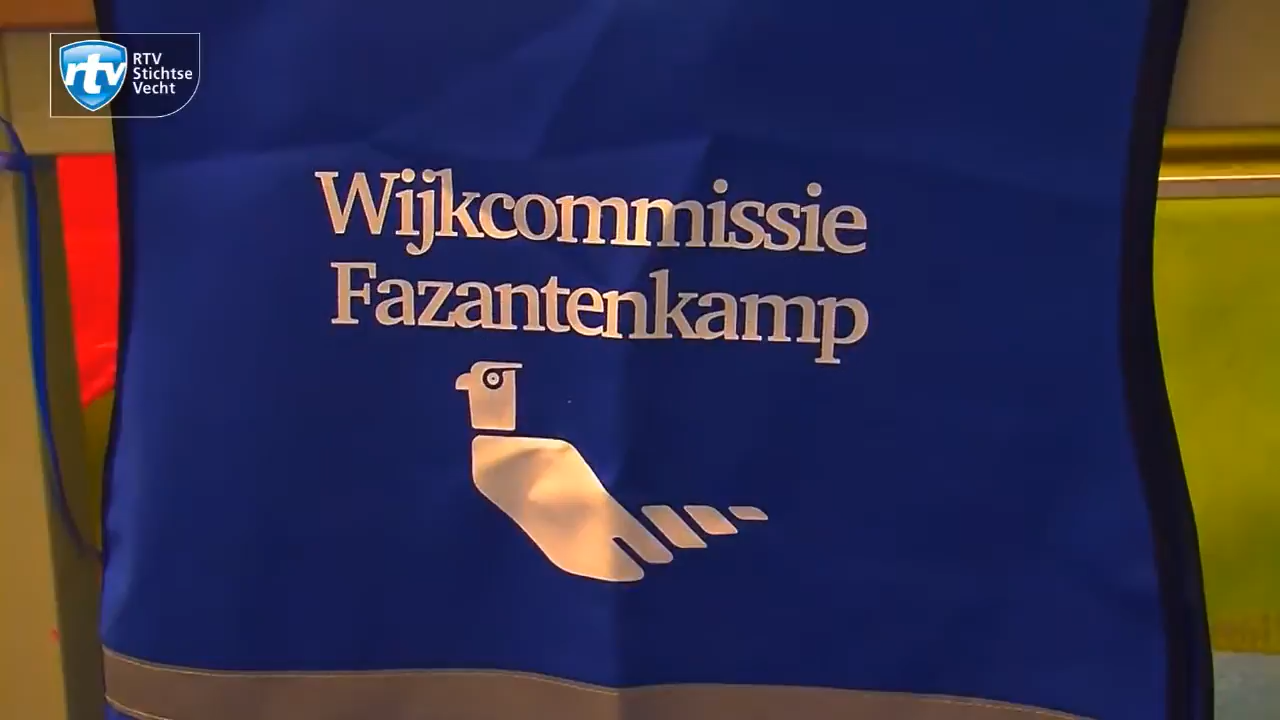 rtv
RTV
Stichtse
Vecht
Wijkcommissie
Fazantenkamp